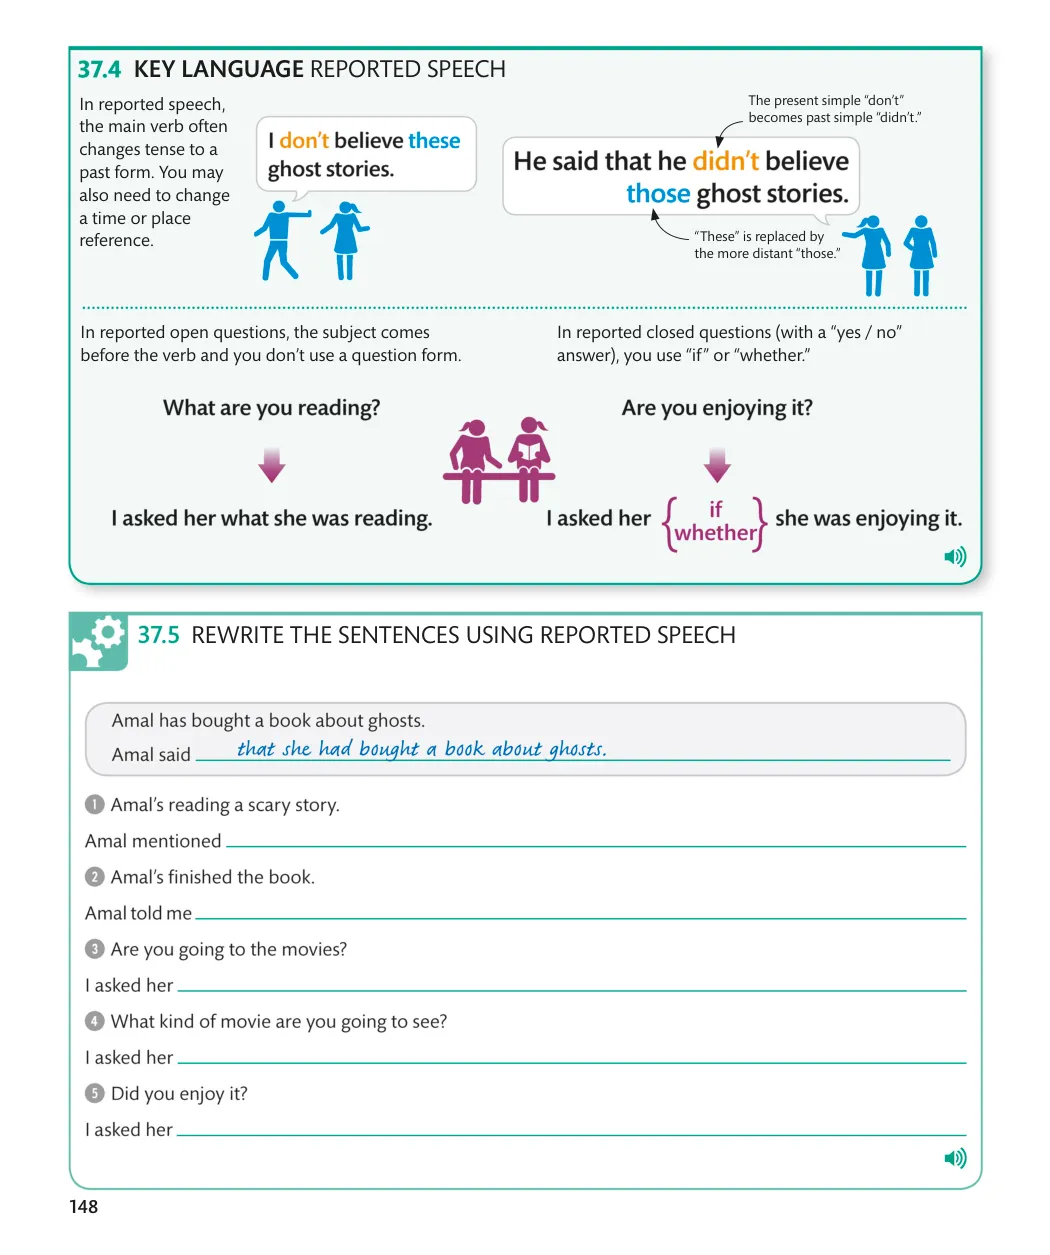 37.4 KEY LANGUAGE REPORTED SPEECH
In reported speech,
the main verb often
changes tense to a
past form. You may
also need to change
a time or place
reference.
I don’t believe these
ghost stories.
The present simple “don’t”
becomes past simple “didn’t.”
He said that he didn’t believe
those ghost stories.
“These” is replaced by
the more distant “those.”
In reported open questions, the subject comes
before the verb and you don’t use a question form.
What are you reading?
I asked her what she was reading.
In reported closed questions (with a “yes / no”
answer), you use “if” or “whether.”
Are you enjoying it?
I asked her { if whether } she was enjoying it.
37.5 REWRITE THE SENTENCES USING REPORTED SPEECH
Amal has bought a book about ghosts.
Amal said that she had bought a book about ghosts.
1 Amal’s reading a scary story.
Amal mentioned
2 Amal’s finished the book.
Amal told me
3 Are you going to the movies?
I asked her
4 What kind of movie are you going to see?
I asked her
5 Did you enjoy it?
I asked her
148